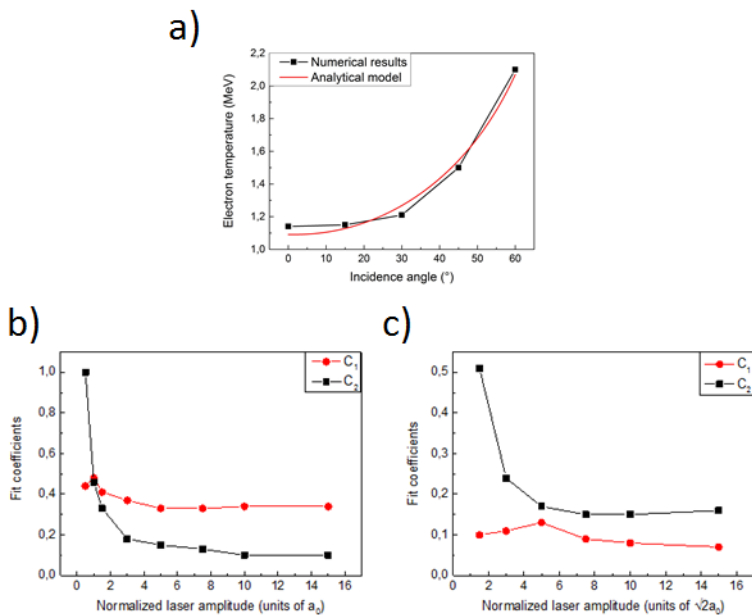 a)
2,2
2,0
1,8
1,6
1,4
1,2
1,0
Electron temperature (MeV)
Numerical results
Analytical model
0 10 20 30 40 50 60
Incidence angle (°)
b)
1,0
0,8
0,6
0,4
0,2
0,0
Fit coefficients
C₁
C₂
0 2 4 6 8 10 12 14 16
Normalized laser amplitude (units of a₀)
c)
0,5
0,4
0,3
0,2
0,1
0,0
Fit coefficients
C₁
C₂
0 2 4 6 8 10 12 14 16
Normalized laser amplitude (units of √2a₀)